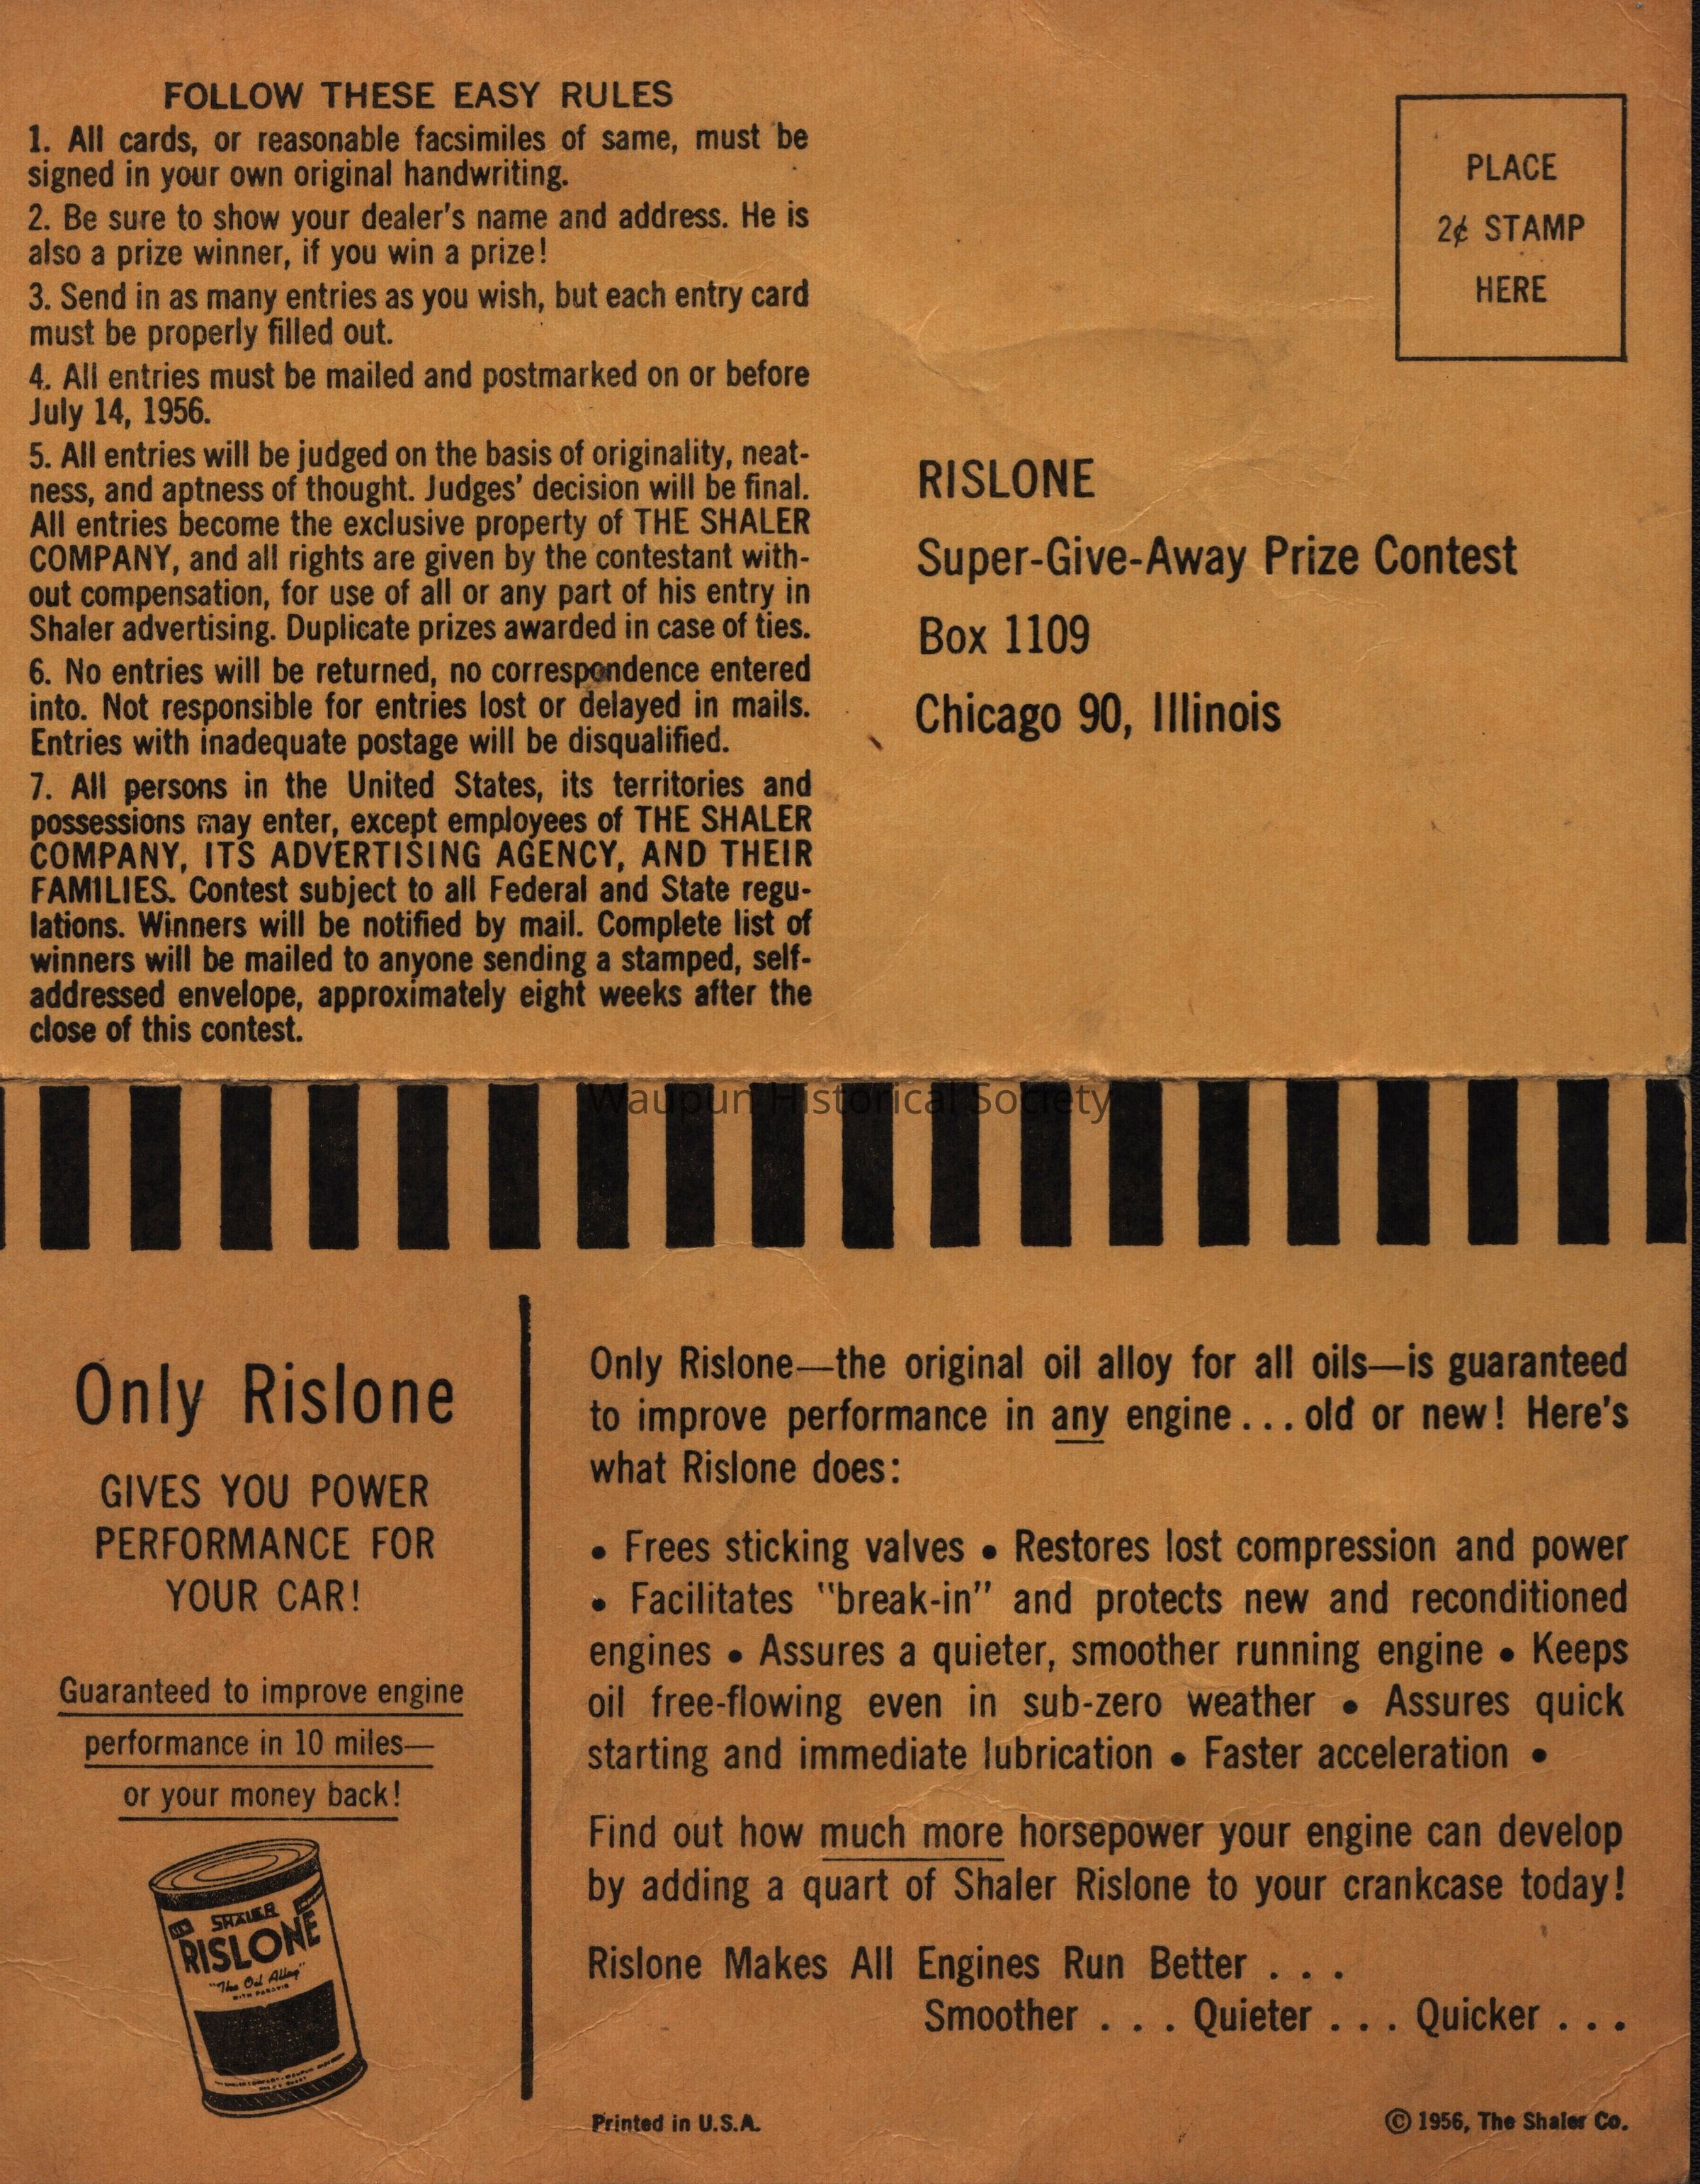 FOLLOW THESE EASY RULES
1. All cards, or reasonable facsimiles of same, must be
signed in your own original handwriting.
2. Be sure to show your dealer's name and address. He is
also a prize winner, if you win a prize!
3. Send in as many entries as you wish, but each entry card
must be properly filled out.
4. All entries must be mailed and postmarked on or before
July 14, 1956.
5. All entries will be judged on the basis of originality, neat-
ness, and aptness of thought. Judges' decision will be final.
All entries become the exclusive property of THE SHALER
COMPANY, and all rights are given by the contestant with-
out compensation, for use of all or any part of his entry in
Shaler advertising. Duplicate prizes awarded in case of ties.
6. No entries will be returned, no correspondence entered
into. Not responsible for entries lost or delayed in mails.
Entries with inadequate postage will be disqualified.
7. All persons in the United States, its territories and
possessions may enter, except employees of THE SHALER
COMPANY, ITS ADVERTISING AGENCY, AND THEIR
FAMILIES. Contest subject to all Federal and State regu-
lations. Winners will be notified by mail. Complete list of
winners will be mailed to anyone sending a stamped, self-
addressed envelope, approximately eight weeks after the
close of this contest.
PLACE
2¢ STAMP
HERE
RISLONE
Super-Give-Away Prize Contest
Box 1109
Chicago 90, Illinois
Waupun Historical Society
Only Rislone
GIVES YOU POWER
PERFORMANCE FOR
YOUR CAR!
Guaranteed to improve engine
performance in 10 miles—
or your money back!
SHALER
RISLONE
"The Oil Alloy"
WITH PARAVIS
Only Rislone—the original oil alloy for all oils—is guaranteed
to improve performance in any engine . . . old or new! Here's
what Rislone does:
• Frees sticking valves • Restores lost compression and power
• Facilitates "break-in" and protects new and reconditioned
engines • Assures a quieter, smoother running engine • Keeps
oil free-flowing even in sub-zero weather • Assures quick
starting and immediate lubrication • Faster acceleration •
Find out how much more horsepower your engine can develop
by adding a quart of Shaler Rislone to your crankcase today!
Rislone Makes All Engines Run Better . . .
Smoother . . . Quieter . . . Quicker . . .
Printed in U.S.A.
© 1956, The Shaler Co.